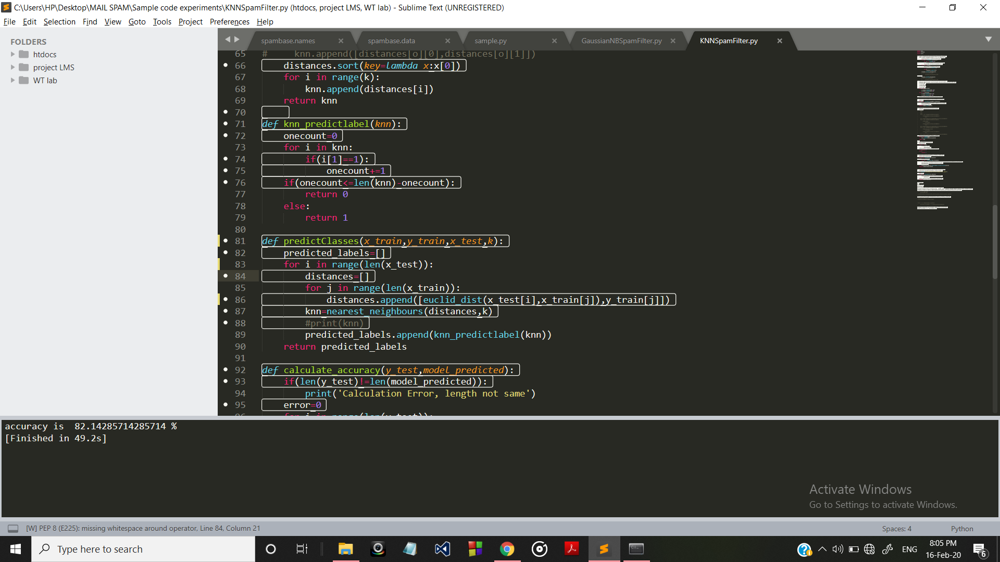 C:\Users\HP\Desktop\MAIL SPAM\Sample code experiments\KNNSpamFilter.py (htdocs, project LMS, WT lab) - Sublime Text (UNREGISTERED)
File Edit Selection Find View Goto Tools Project Preferences Help
FOLDERS
htdocs
project LMS
WT lab
spambase.names
spambase.data
sample.py
GaussianNBSpamFilter.py
KNNSpamFilter.py
65 #     knn.append([distances[o][0],distances[o][1]])
66     distances.sort(key=lambda x:x[0])
67     for i in range(k):
68         knn.append(distances[i])
69     return knn
70
71 def knn_predictlabel(knn):
72     onecount=0
73     for i in knn:
74         if(i[1]==1):
75             onecount+=1
76     if(onecount<=len(knn)-onecount):
77         return 0
78     else:
79         return 1
80
81 def predictClasses(x_train,y_train,x_test,k):
82     predicted_labels=[]
83     for i in range(len(x_test)):
84         distances=[]
85         for j in range(len(x_train)):
86             distances.append([euclid_dist(x_test[i],x_train[j]),y_train[j]])
87         knn=nearest_neighbours(distances,k)
88         #print(knn)
89         predicted_labels.append(knn_predictlabel(knn))
90     return predicted_labels
91
92 def calculate_accuracy(y_test,model_predicted):
93     if(len(y_test)!=len(model_predicted)):
94         print('Calculation Error, length not same')
95     error=0
96     for i in range(len(y_test)):
accuracy is  82.14285714285714 %
[Finished in 49.2s]
Activate Windows
Go to Settings to activate Windows.
[W] PEP 8 (E225): missing whitespace around operator, Line 84, Column 21
Spaces: 4
Python
Type here to search
ENG
8:05 PM
16-Feb-20
6